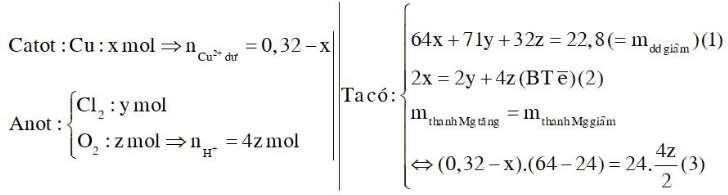 Catot : Cu : x mol ⇒ n_{Cu²⁺ dư} = 0,32 − x
Anot : { Cl₂ : y mol
O₂ : z mol ⇒ n_{H⁺} = 4z mol
Ta có : { 64x + 71y + 32z = 22,8(= m_{dd giảm})(1)
2x = 2y + 4z (BT e̅)(2)
m_{thanh Mg tăng} = m_{thanh Mg giảm}
⇔ (0,32 − x).(64 − 24) = 24.\frac{4z}{2} (3)